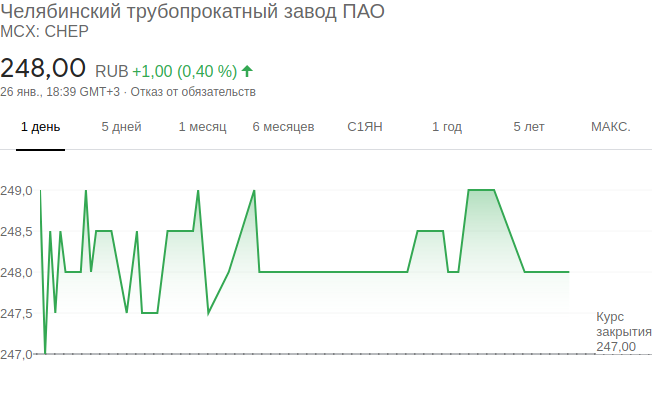 Челябинский трубопрокатный завод ПАО
MCX: CHEP
248,00 RUB +1,00 (0,40 %)
26 янв., 18:39 GMT+3 · Отказ от обязательств
1 день 5 дней 1 месяц 6 месяцев С1ЯН 1 год 5 лет МАКС.
249,0
248,5
248,0
247,5
247,0
Курс
закрытия
247,00